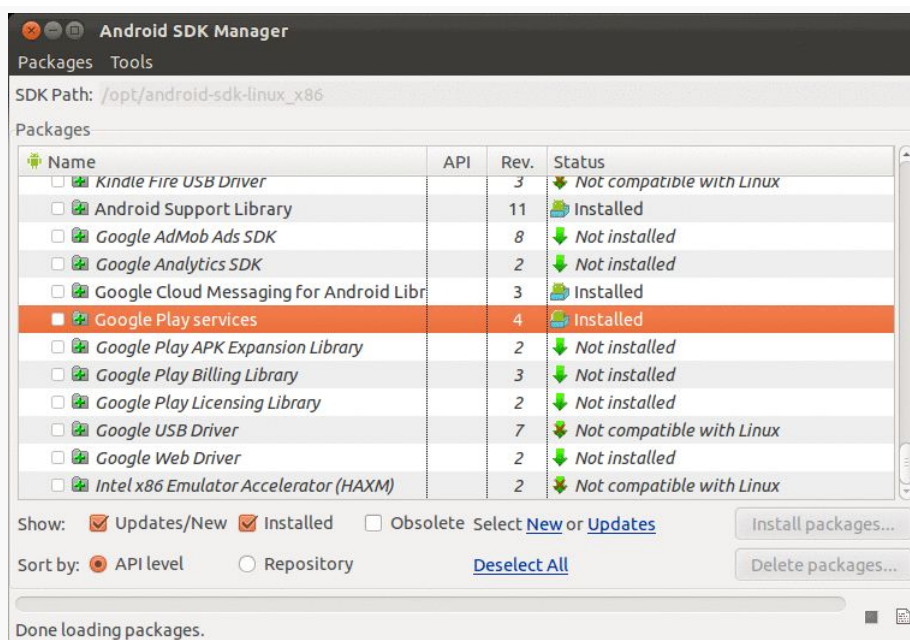 Android SDK Manager
Packages Tools
SDK Path: /opt/android-sdk-linux_x86
Packages
Name API Rev. Status
Kindle Fire USB Driver 3 Not compatible with Linux
Android Support Library 11 Installed
Google AdMob Ads SDK 8 Not installed
Google Analytics SDK 2 Not installed
Google Cloud Messaging for Android Libr 3 Installed
Google Play services 4 Installed
Google Play APK Expansion Library 2 Not installed
Google Play Billing Library 3 Not installed
Google Play Licensing Library 2 Not installed
Google USB Driver 7 Not compatible with Linux
Google Web Driver 2 Not installed
Intel x86 Emulator Accelerator (HAXM) 2 Not compatible with Linux
Show: Updates/New Installed Obsolete Select New or Updates Install packages...
Sort by: API level Repository Deselect All Delete packages...
Done loading packages.